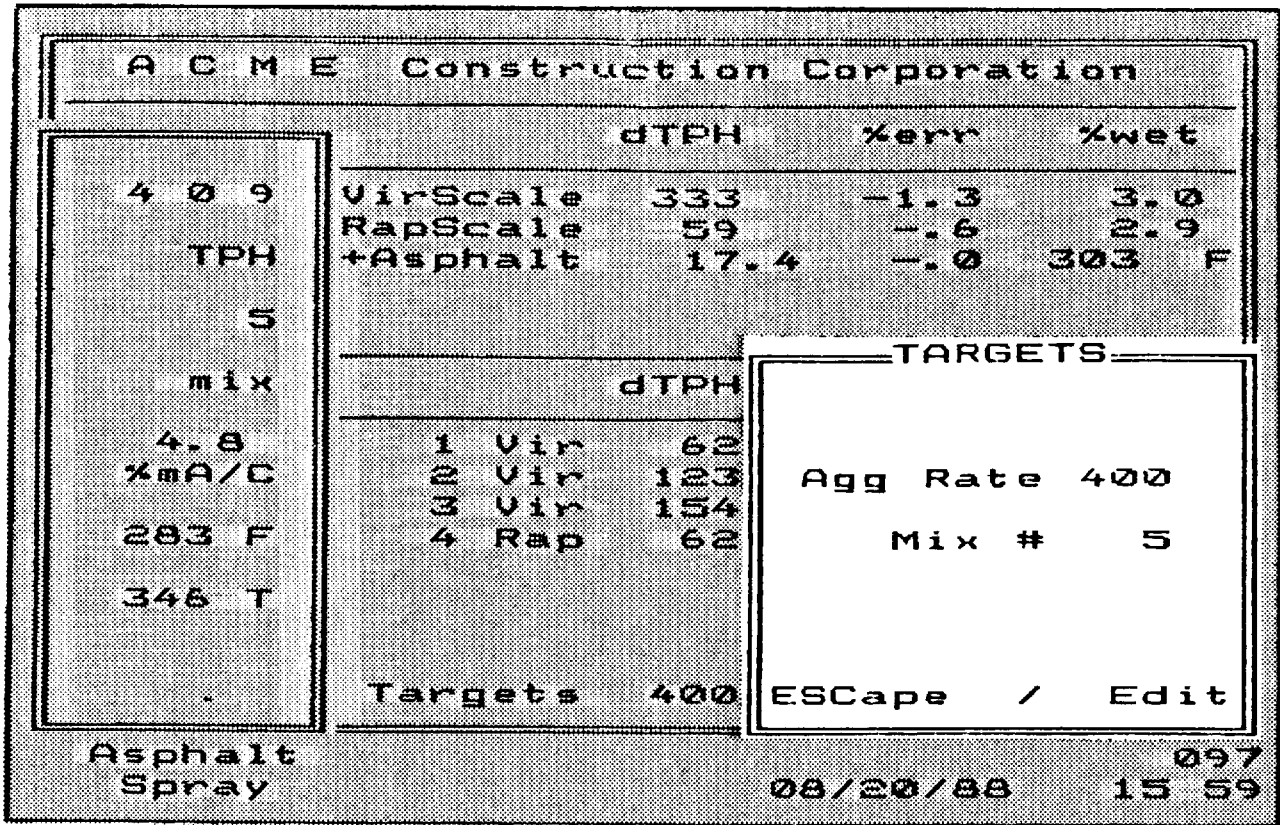 A C M E Construction Corporation
dTPH %err %wet
VirScale 333 -1.3 3.0
RapScale 59 -.6 2.9
+Asphalt 17.4 -.0 303 F
409
TPH
5
mix
4.8
%mA/C
283 F
346 T
dTPH
1 Vir 62
2 Vir 123
3 Vir 154
4 Rap 62
Targets 400
TARGETS
Agg Rate 400
Mix # 5
ESCape / Edit
Asphalt
Spray
097
08/20/88 15 59